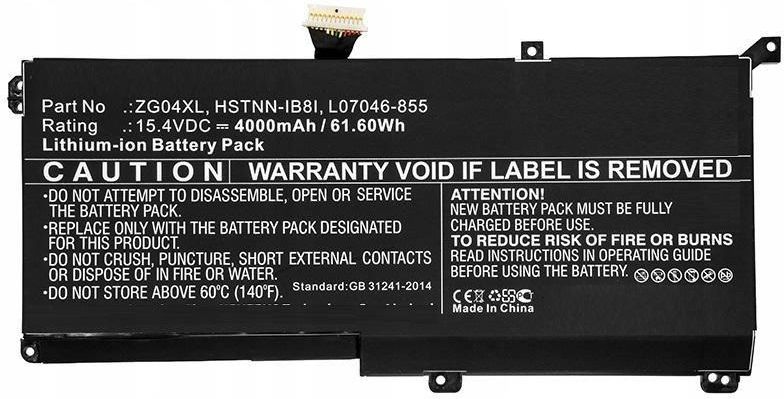 Part No :ZG04XL, HSTNN-IB8I, L07046-855
Rating :15.4VDC ⎓ 4000mAh / 61.60Wh
Lithium-ion Battery Pack
CAUTION WARRANTY VOID IF LABEL IS REMOVED
•DO NOT ATTEMPT TO DISASSEMBLE, OPEN OR SERVICE
THE BATTERY PACK.
•REPLACE ONLY WITH THE BATTERY PACK DESIGNATED
FOR THIS PRODUCT.
•DO NOT CRUSH, PUNCTURE, SHORT EXTERNAL CONTACTS
OR DISPOSE OF IN FIRE OR WATER.
•DO NOT STORE ABOVE 60°C (140°F).
Standard:GB 31241-2014
ATTENTION!
NEW BATTERY PACK MUST BE FULLY
CHARGED BEFORE USE.
TO REDUCE RISK OF FIRE OR BURNS
READ INSTRUCTIONS IN OPERATING GUIDE
BEFORE USING THE BATTERY.
CE
Made In China